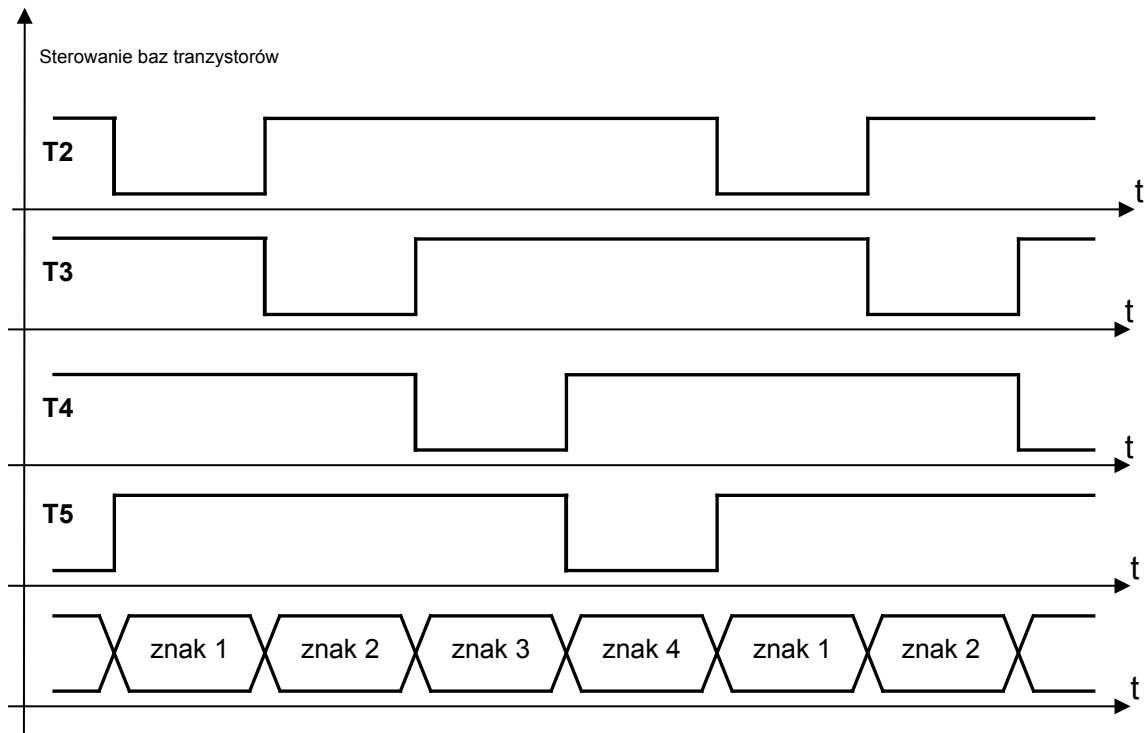 Sterowanie baz tranzystorów
T2
t
T3
t
T4
t
T5
t
znak 1 znak 2 znak 3 znak 4 znak 1 znak 2
t